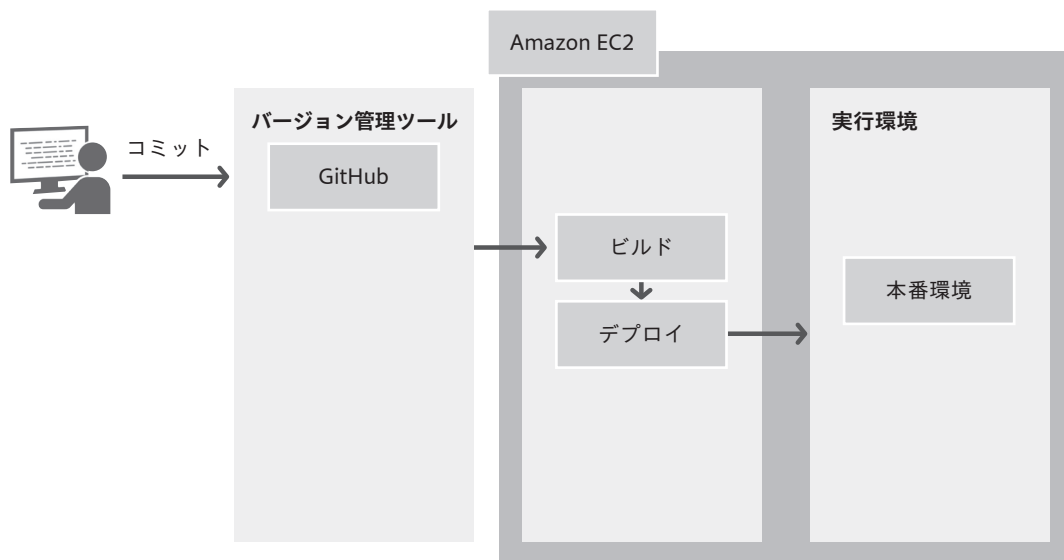 Amazon EC2
バージョン管理ツール
実行環境
コミット
GitHub
ビルド
本番環境
デプロイ